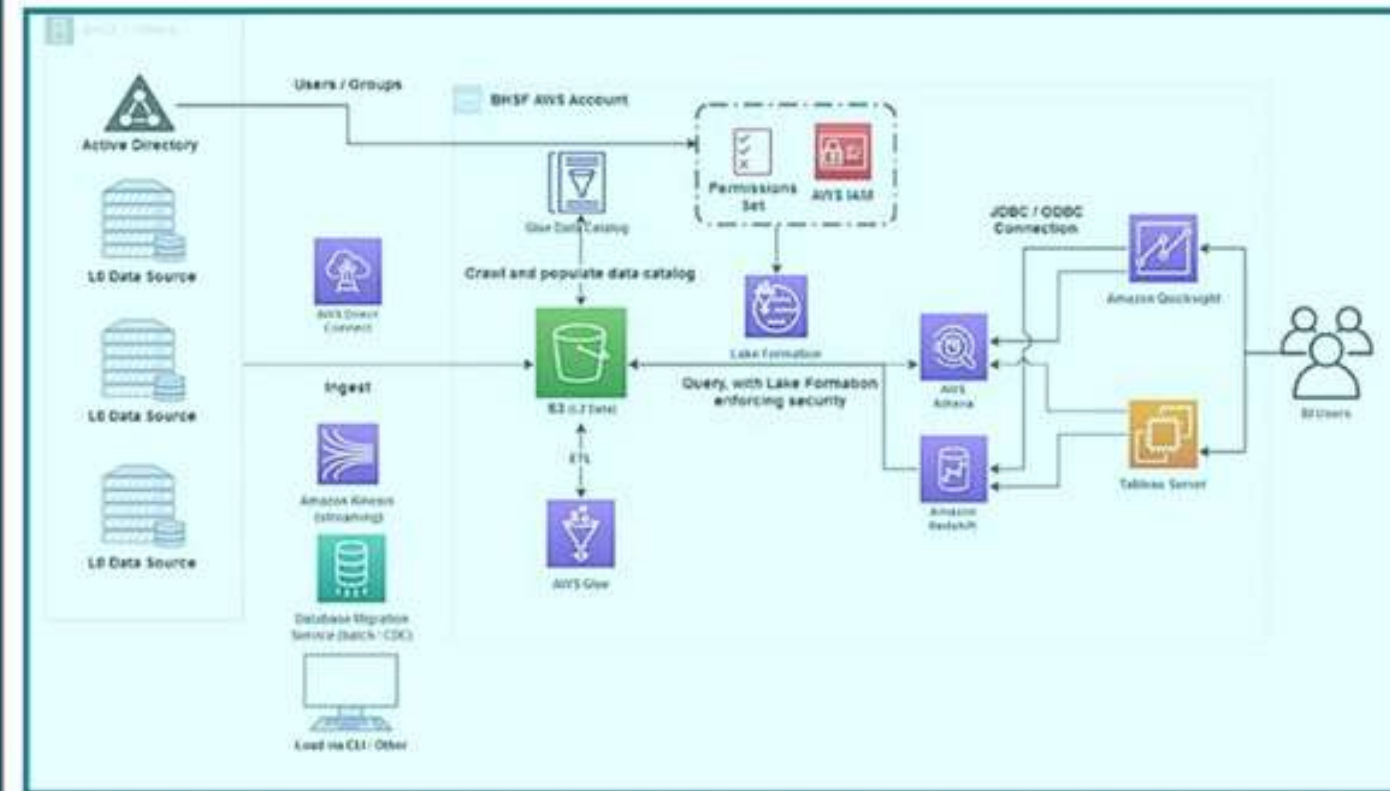 Users / Groups
BHSF AWS Account
Active Directory
Permissions
Set
AWS IAM
Glue Data Catalog
JDBC / ODBC
Connection
L0 Data Source
AWS Direct
Connect
Crawl and populate data catalog
Amazon Quicksight
Lake Formation
Ingest
S3 (L2 Data)
Query, with Lake Formation
enforcing security
AWS
Athena
BI Users
L0 Data Source
ETL
Amazon Kinesis
(streaming)
Tableau Server
Amazon
Redshift
L0 Data Source
AWS Glue
Database Migration
Service (batch / CDC)
Load via CLI / Other